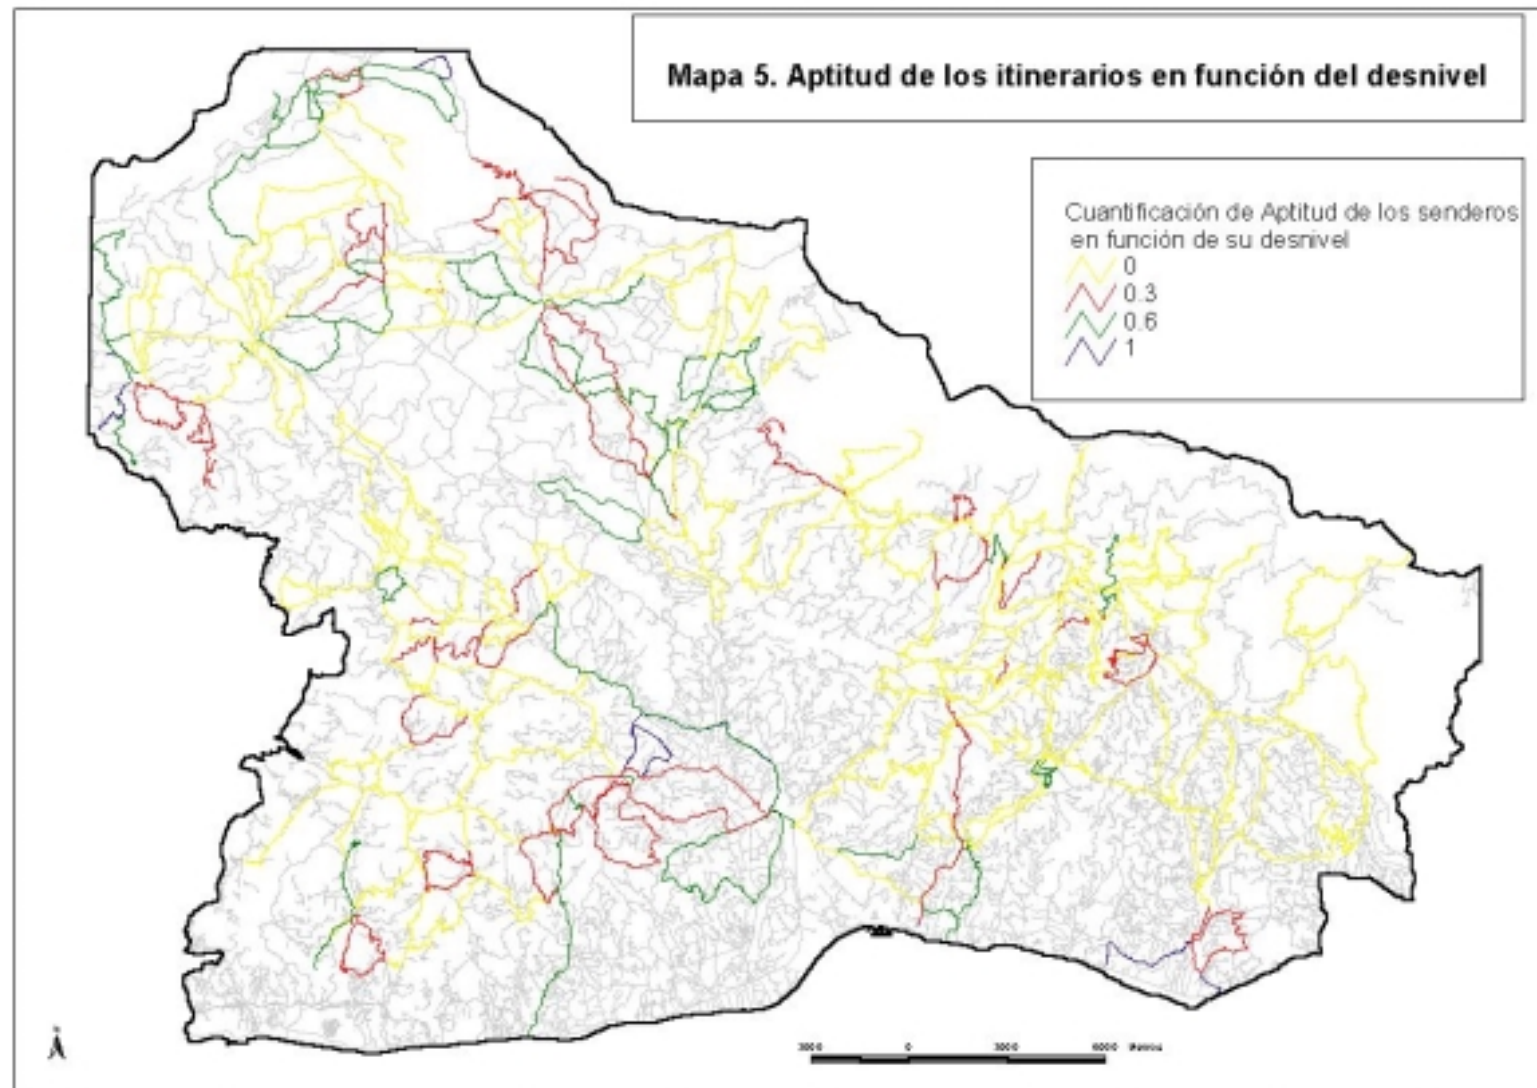 Mapa 5. Aptitud de los itinerarios en función del desnivel
Cuantificación de Aptitud de los senderos
en función de su desnivel
0
0.3
0.6
1
3000 0 3000 6000